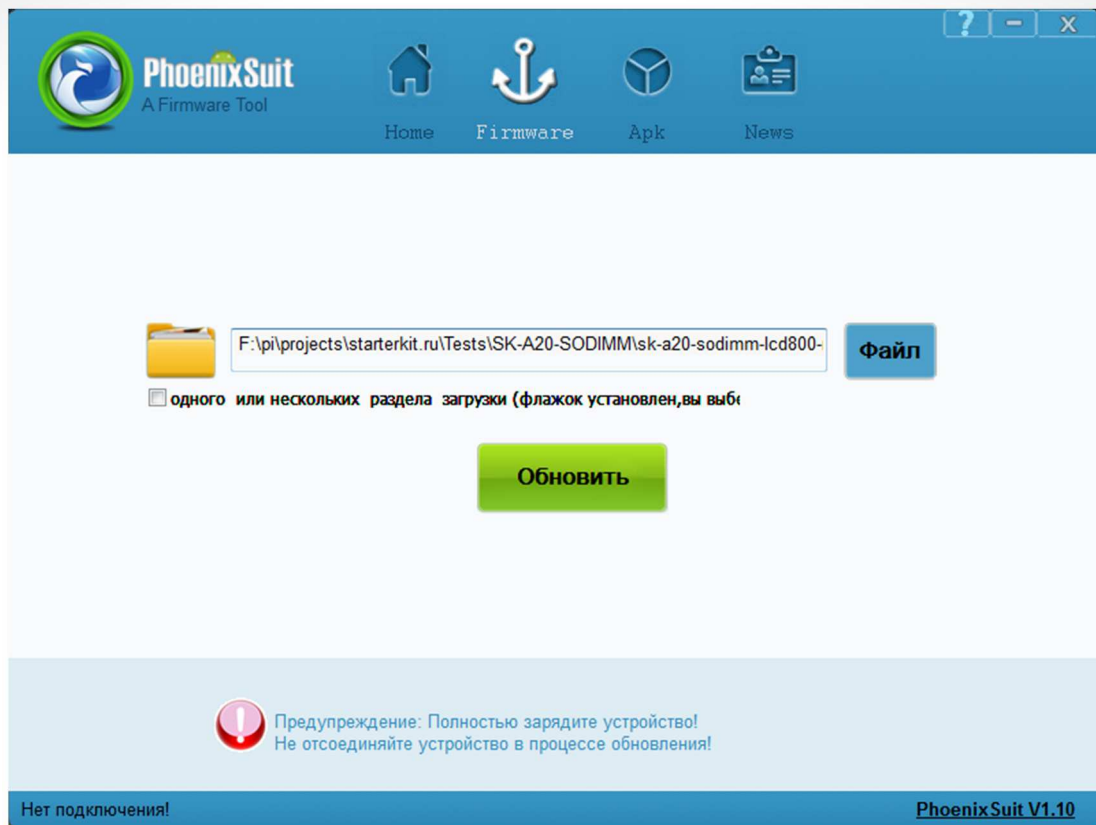 ? – x
PhoenixSuit
A Firmware Tool
Home Firmware Apk News
F:\pi\projects\starterkit.ru\Tests\SK-A20-SODIMM\sk-a20-sodimm-lcd800-
Файл
одного или нескольких раздела загрузки (флажок установлен,вы
Обновить
Предупреждение: Полностью зарядите устройство!
Не отсоединяйте устройство в процессе обновления!
Нет подключения! PhoenixSuit V1.10